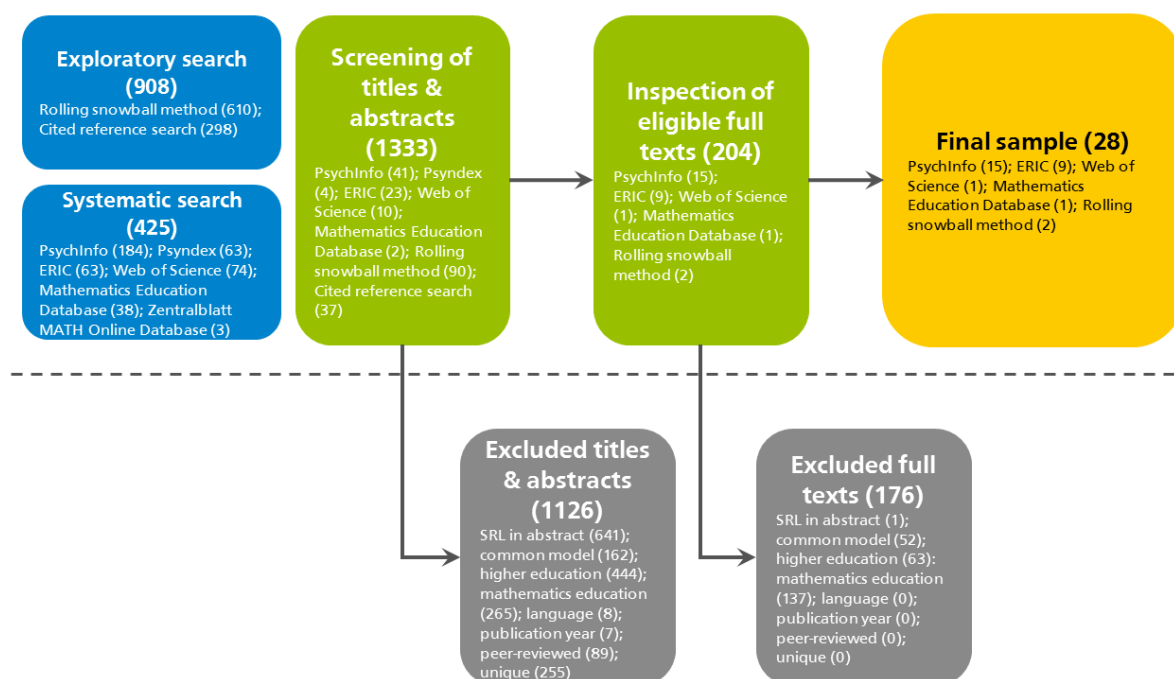 Exploratory search
(908)
Rolling snowball method (610);
Cited reference search (298)
Systematic search
(425)
PsychInfo (184); Psyndex (63);
ERIC (63); Web of Science (74);
Mathematics Education
Database (38); Zentralblatt
MATH Online Database (3)
Screening of
titles &
abstracts
(1333)
PsychInfo (41); Psyndex
(4); ERIC (23); Web of
Science (10);
Mathematics Education
Database (2); Rolling
snowball method (90);
Cited reference search
(37)
Inspection of
eligible full
texts (204)
PsychInfo (15);
ERIC (9); Web of Science
(1); Mathematics
Education Database (1);
Rolling snowball
method (2)
Final sample (28)
PsychInfo (15); ERIC (9); Web of
Science (1); Mathematics
Education Database (1); Rolling
snowball method (2)
Excluded titles
& abstracts
(1126)
SRL in abstract (641);
common model (162);
higher education (444);
mathematics education
(265); language (8);
publication year (7);
peer-reviewed (89);
unique (255)
Excluded full
texts (176)
SRL in abstract (1);
common model (52);
higher education (63):
mathematics education
(137); language (0);
publication year (0);
peer-reviewed (0);
unique (0)